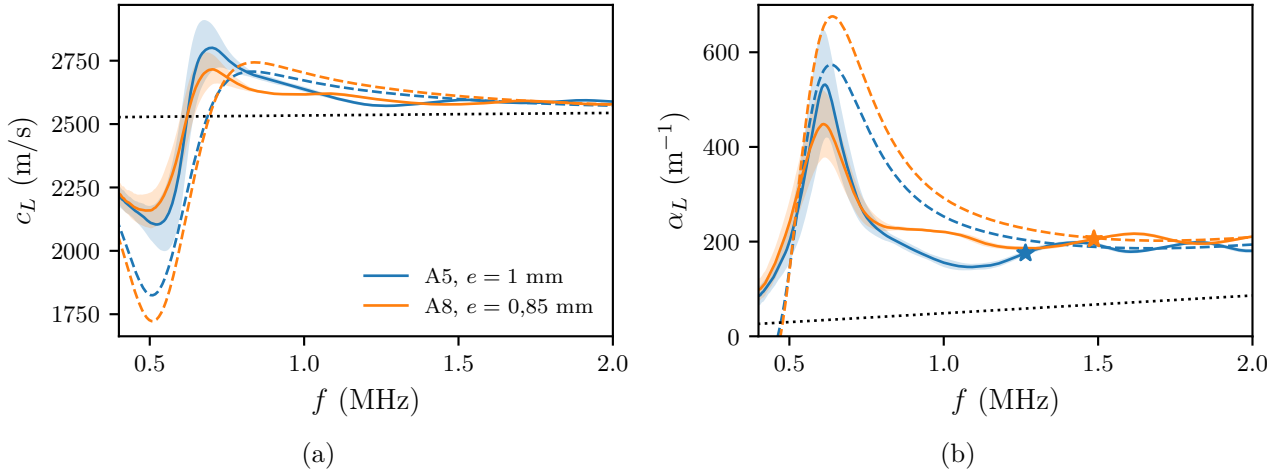 2750
2500
2250
2000
1750
c_L (m/s)
0.5
1.0
1.5
2.0
f (MHz)
A5, e = 1 mm
A8, e = 0,85 mm
(a)
600
400
200
0
α_L (m⁻¹)
0.5
1.0
1.5
2.0
f (MHz)
(b)